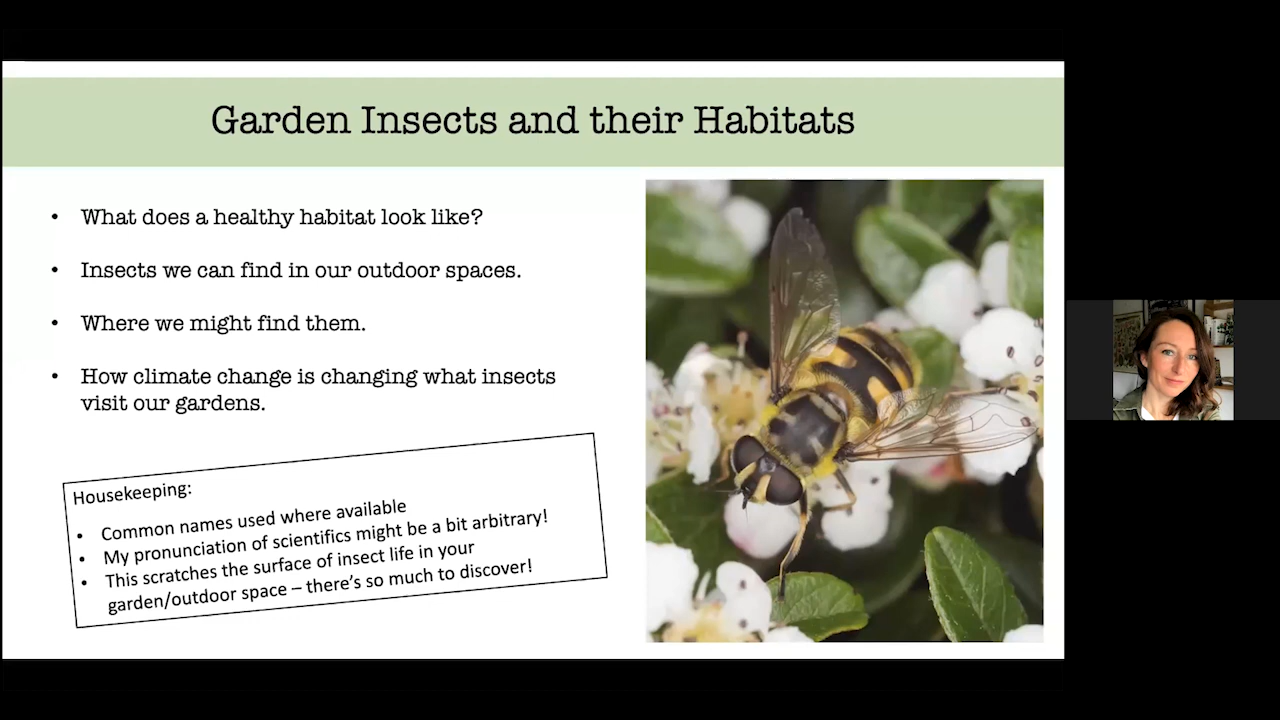 Garden Insects and their Habitats
• What does a healthy habitat look like?
• Insects we can find in our outdoor spaces.
• Where we might find them.
• How climate change is changing what insects
visit our gardens.
Housekeeping:
• Common names used where available
• My pronunciation of scientifics might be a bit arbitrary!
• This scratches the surface of insect life in your
garden/outdoor space – there's so much to discover!